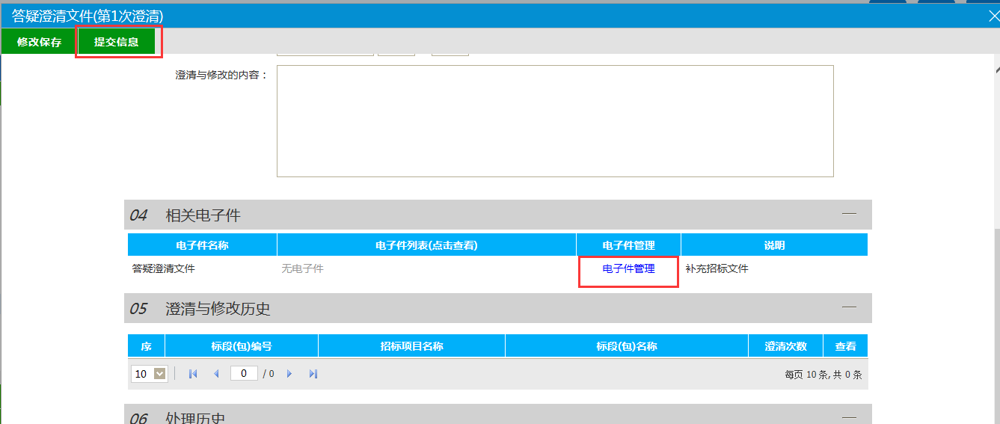 答疑澄清文件(第1次澄清)
修改保存 提交信息
澄清与修改的内容：
04 相关电子件
电子件名称 电子件列表(点击查看) 电子件管理 说明
答疑澄清文件 无电子件 电子件管理 补充招标文件
05 澄清与修改历史
序 标段(包)编号 招标项目名称 标段(包)名称 澄清次数 查看
10 0 / 0 每页 10 条, 共 0 条
06 处理历史